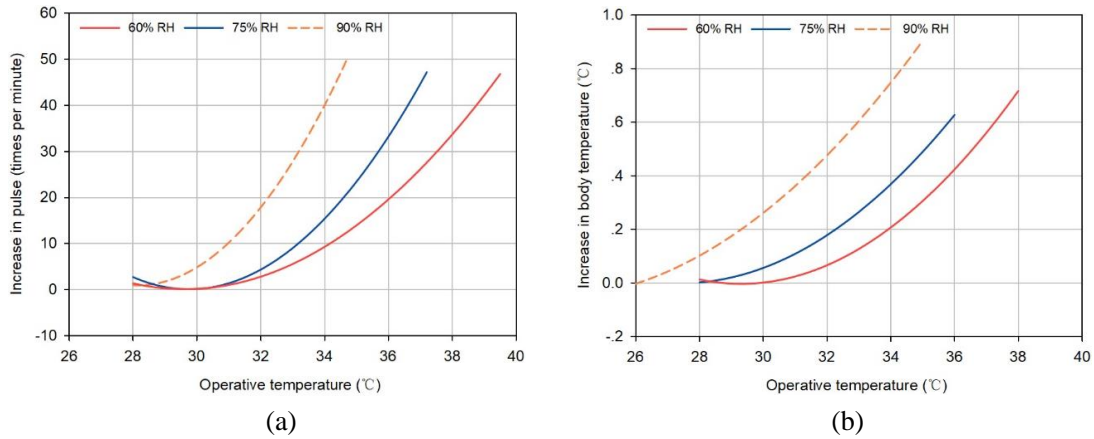 60% RH 75% RH 90% RH
Increase in pulse (times per minute)
60
50
40
30
20
10
0
-10
26 28 30 32 34 36 38 40
Operative temperature (℃)
(a)
60% RH 75% RH 90% RH
Increase in body temperature (℃)
1.0
.8
.6
.4
.2
0.0
-.2
26 28 30 32 34 36 38 40
Operative temperature (℃)
(b)